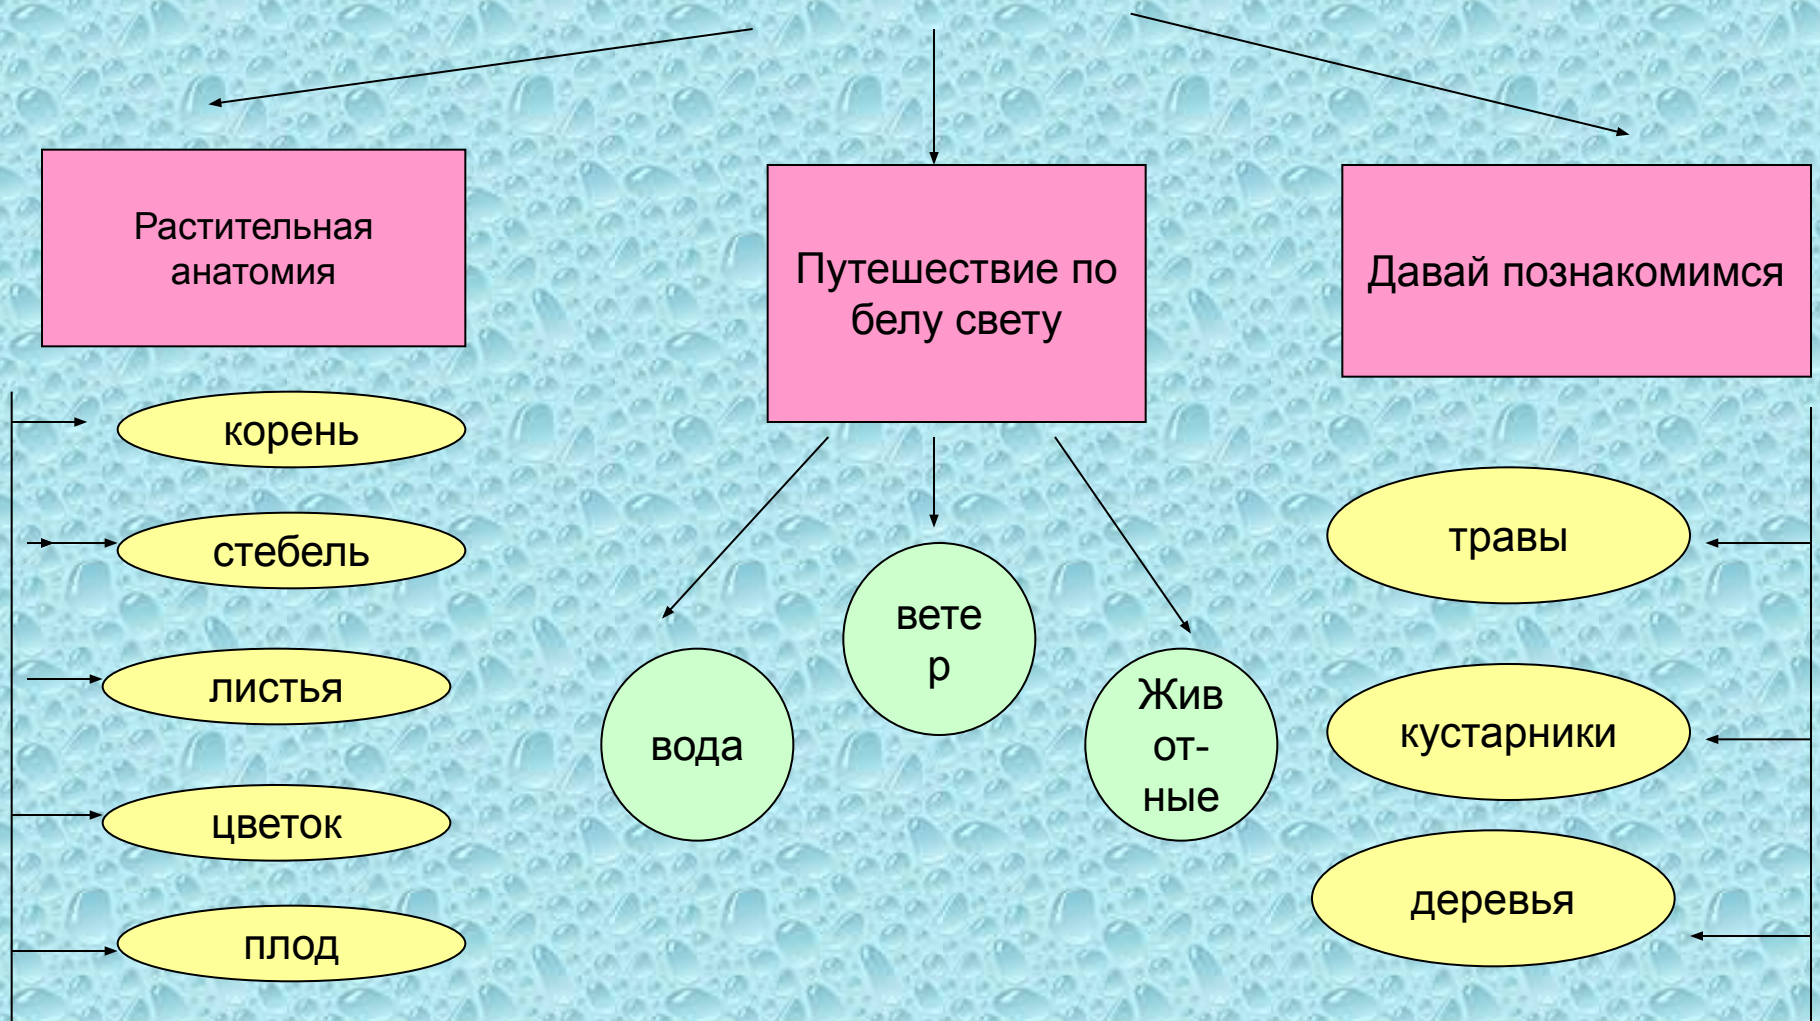 Растительная
анатомия
Путешествие по
белу свету
Давай познакомимся
корень
стебель
листья
цветок
плод
вода
вете
р
Жив
от-
ные
травы
кустарники
деревья